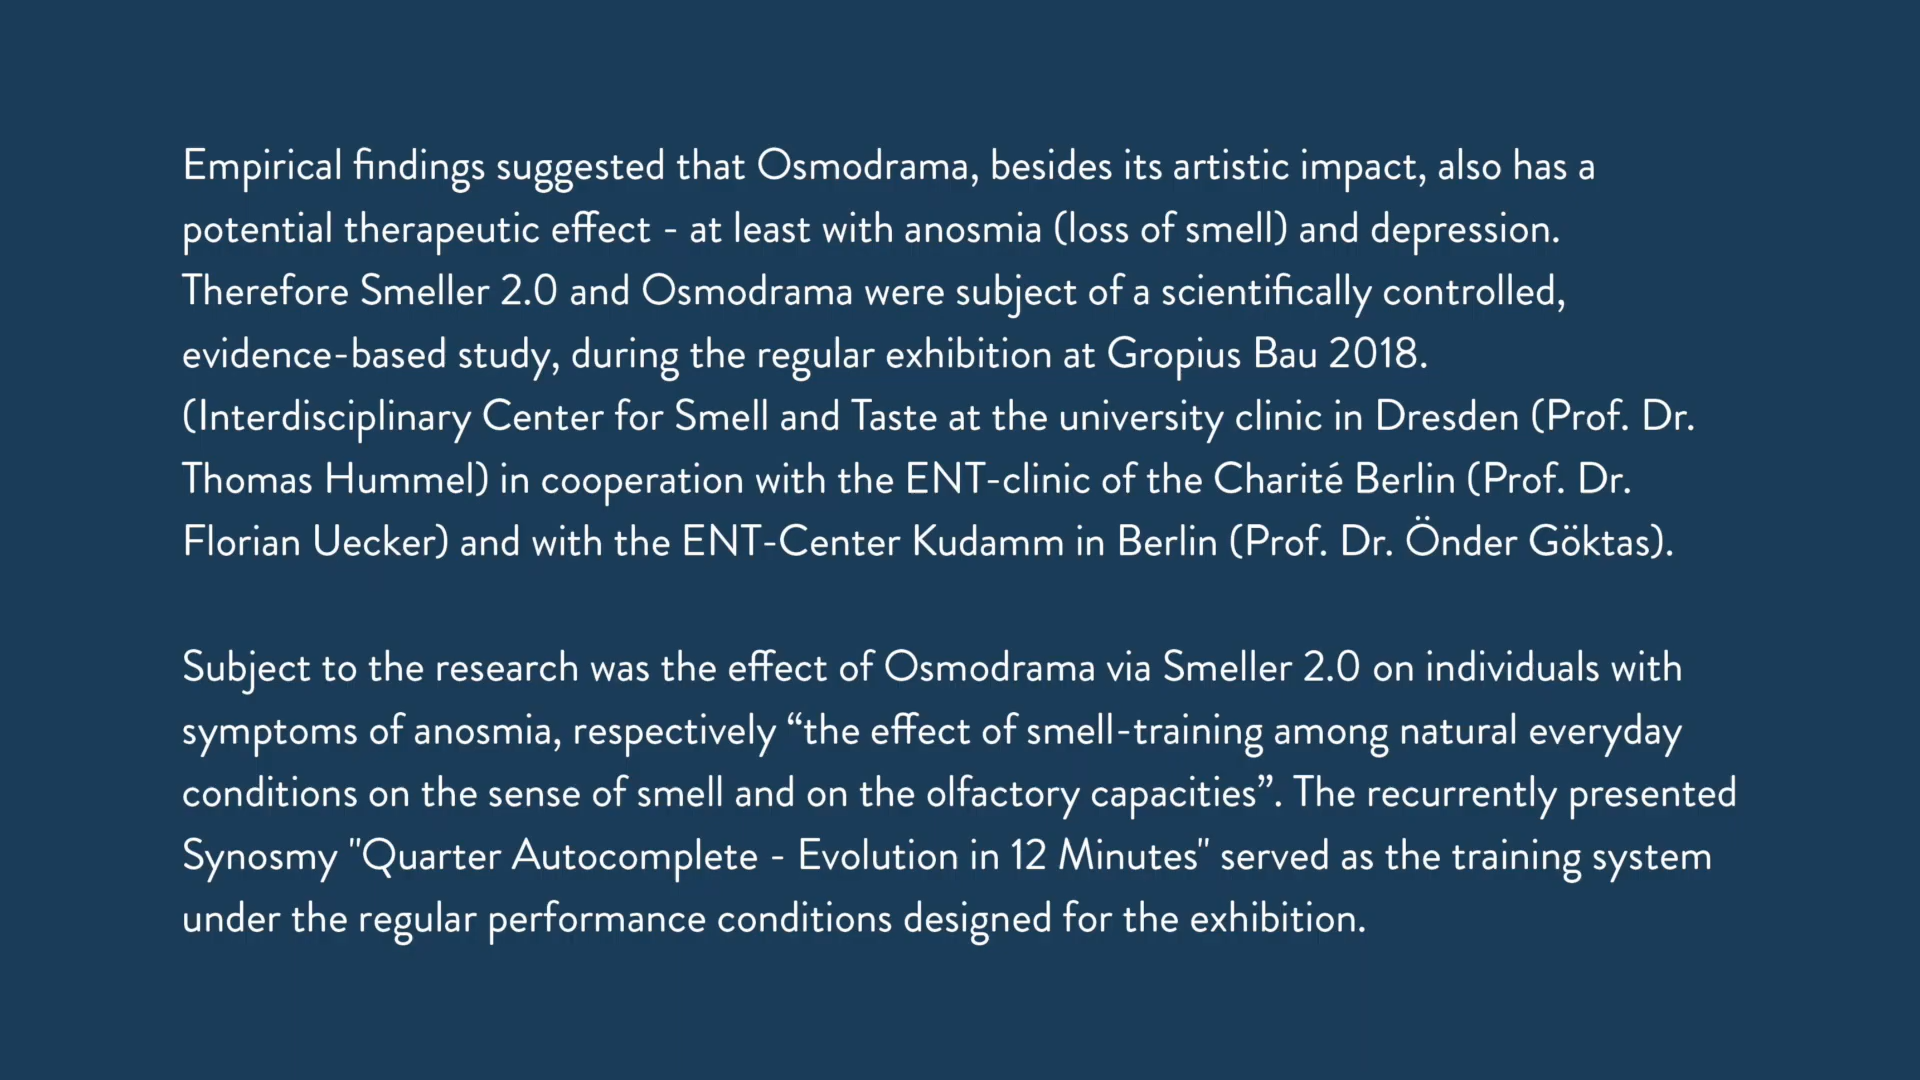 Empirical findings suggested that Osmodrama, besides its artistic impact, also has a
potential therapeutic effect - at least with anosmia (loss of smell) and depression.
Therefore Smeller 2.0 and Osmodrama were subject of a scientifically controlled,
evidence-based study, during the regular exhibition at Gropius Bau 2018.
(Interdisciplinary Center for Smell and Taste at the university clinic in Dresden (Prof. Dr.
Thomas Hummel) in cooperation with the ENT-clinic of the Charité Berlin (Prof. Dr.
Florian Uecker) and with the ENT-Center Kudamm in Berlin (Prof. Dr. Önder Göktas).
Subject to the research was the effect of Osmodrama via Smeller 2.0 on individuals with
symptoms of anosmia, respectively “the effect of smell-training among natural everyday
conditions on the sense of smell and on the olfactory capacities”. The recurrently presented
Synosmy "Quarter Autocomplete - Evolution in 12 Minutes" served as the training system
under the regular performance conditions designed for the exhibition.